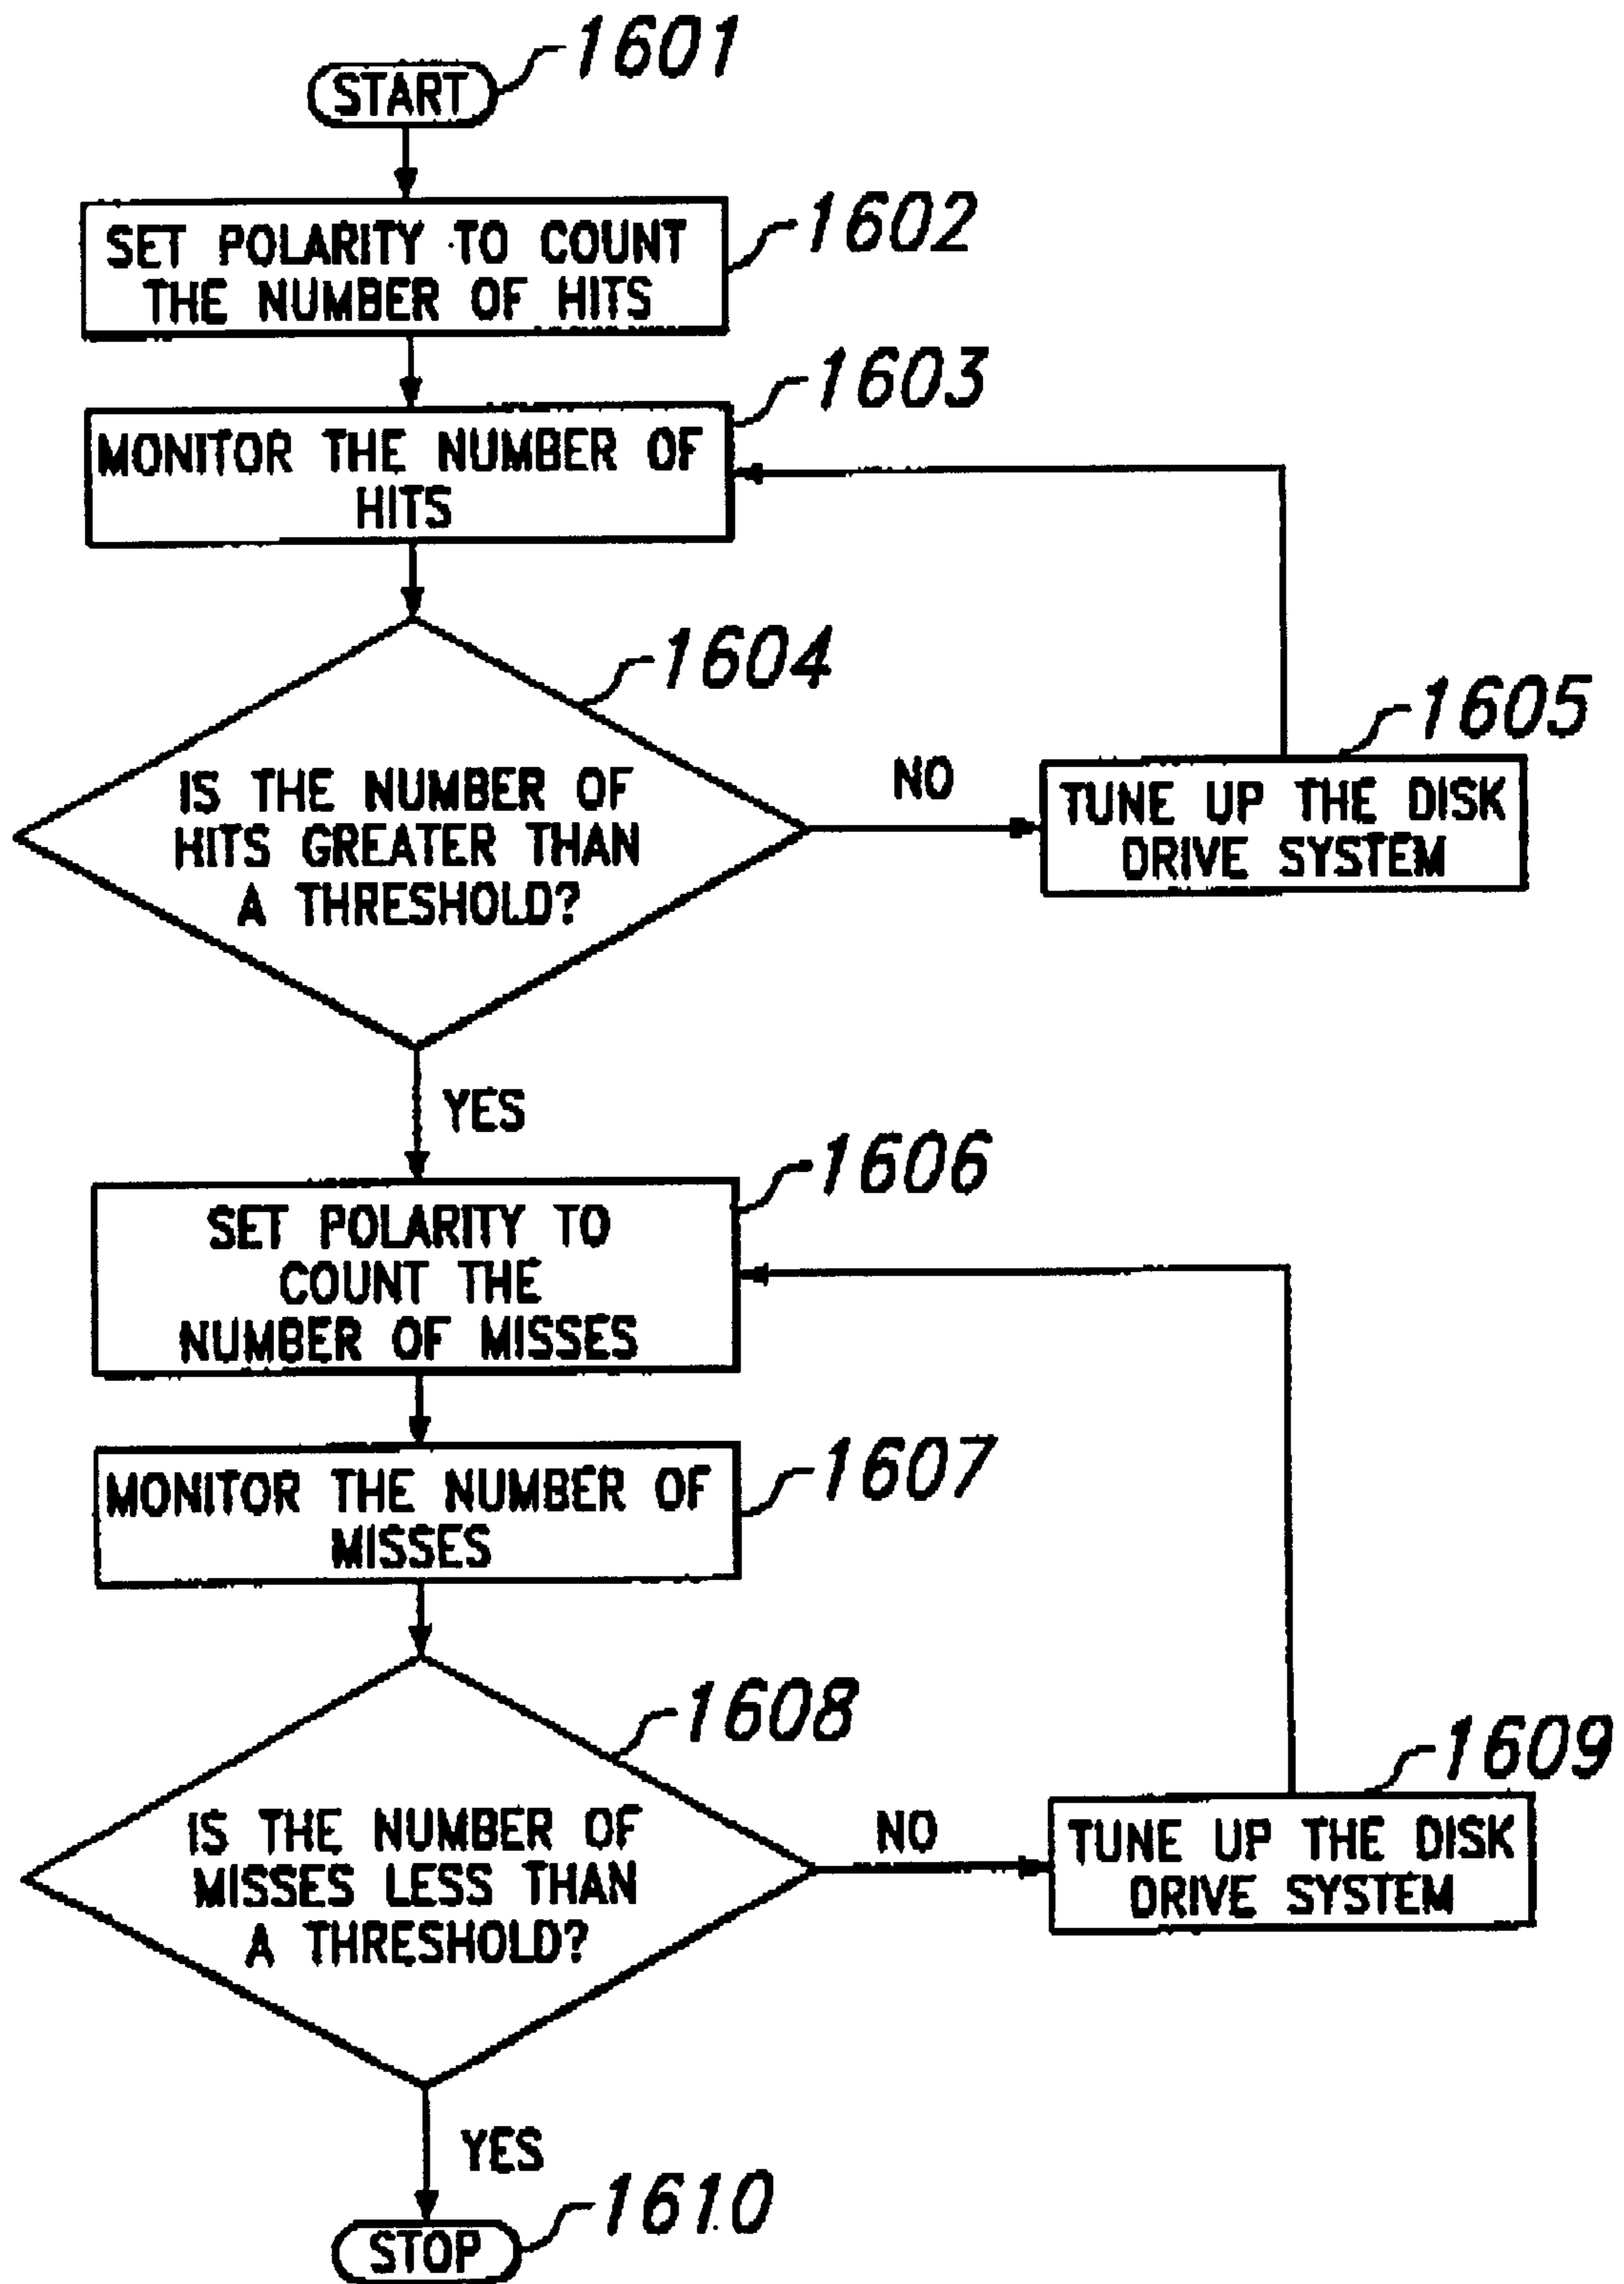 1601
START
1602
SET POLARITY TO COUNT
THE NUMBER OF HITS
1603
MONITOR THE NUMBER OF
HITS
1604
IS THE NUMBER OF
HITS GREATER THAN
A THRESHOLD?
NO
1605
TUNE UP THE DISK
DRIVE SYSTEM
YES
1606
SET POLARITY TO
COUNT THE
NUMBER OF MISSES
1607
MONITOR THE NUMBER OF
MISSES
1608
IS THE NUMBER OF
MISSES LESS THAN
A THRESHOLD?
NO
1609
TUNE UP THE DISK
DRIVE SYSTEM
YES
1610
STOP